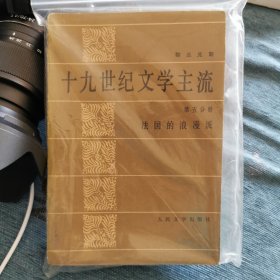 勃兰兑斯
十九世纪文学主流
第五分册
法国的浪漫派
人民文学出版社